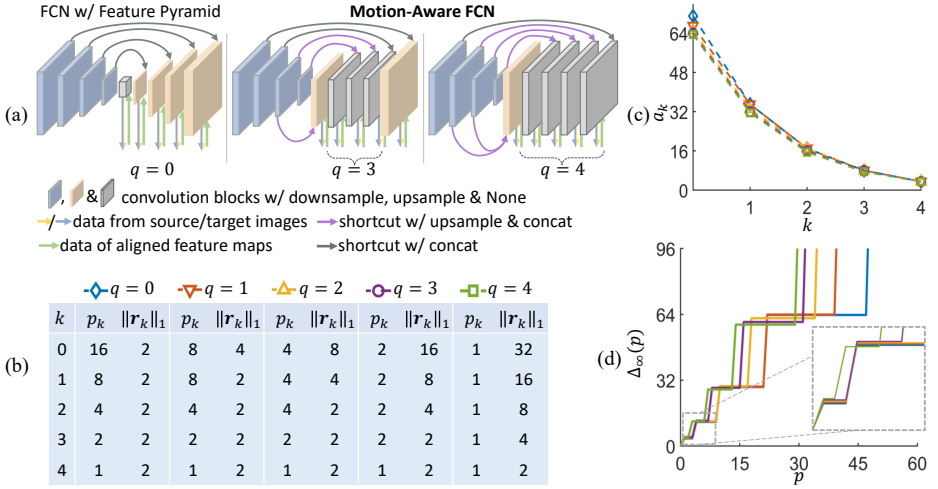 FCN w/ Feature Pyramid
Motion-Aware FCN
(a)
q = 0
q = 3
q = 4
, & convolution blocks w/ downsample, upsample & None
/ data from source/target images
shortcut w/ upsample & concat
data of aligned feature maps
shortcut w/ concat
q = 0 q = 1 q = 2 q = 3 q = 4
(b)
k p_k ‖r_k‖₁ p_k ‖r_k‖₁ p_k ‖r_k‖₁ p_k ‖r_k‖₁ p_k ‖r_k‖₁
0 16 2 8 4 4 8 2 16 1 32
1 8 2 8 2 4 4 2 8 1 16
2 4 2 4 2 4 2 2 4 1 8
3 2 2 2 2 2 2 2 2 1 4
4 1 2 1 2 1 2 1 2 1 2
(c)
a_k
64
48
32
16
0
0 1 2 3 4
k
(d)
Δ∞(p)
96
64
32
0
0 15 30 45 60
p